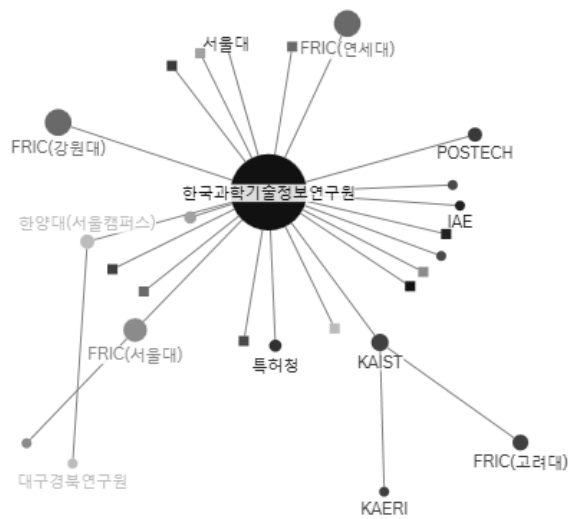 서울대
FRIC(연세대)
FRIC(강원대)
POSTECH
한국과학기술정보연구원
한양대(서울캠퍼스)
IAE
FRIC(서울대)
특허청
KAIST
FRIC(고려대)
대구경북연구원
KAERI